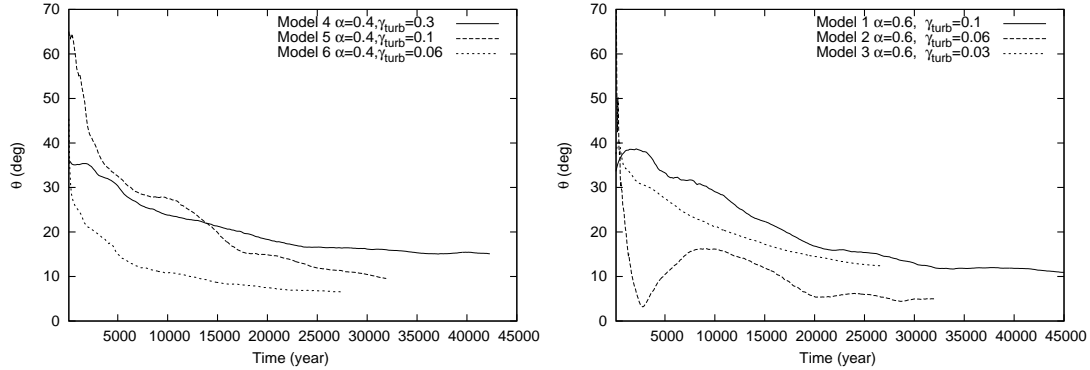 70
60
50
40
30
20
10
0
θ (deg)
5000 10000 15000 20000 25000 30000 35000 40000 45000
Time (year)
Model 4 α=0.4,γturb=0.3
Model 5 α=0.4,γturb=0.1
Model 6 α=0.4,γturb=0.06
70
60
50
40
30
20
10
0
θ (deg)
5000 10000 15000 20000 25000 30000 35000 40000 45000
Time (year)
Model 1 α=0.6, γturb=0.1
Model 2 α=0.6, γturb=0.06
Model 3 α=0.6, γturb=0.03